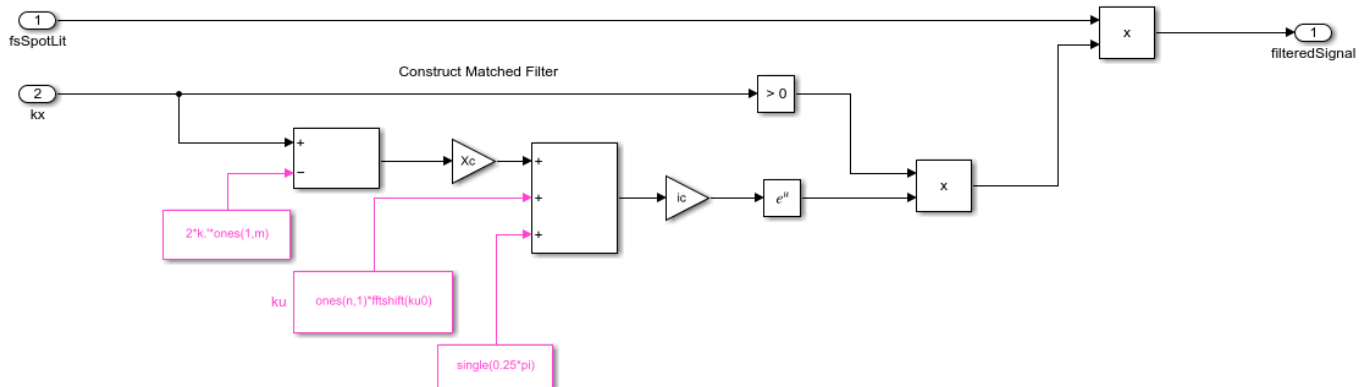 1
fsSpotLit
x
1
filteredSignal
Construct Matched Filter
2
kx
> 0
+
−
Xc
+
+
+
ic
e^{u}
x
2*k.'*ones(1,m)
ku
ones(n,1)*fftshift(ku0)
single(0.25*pi)